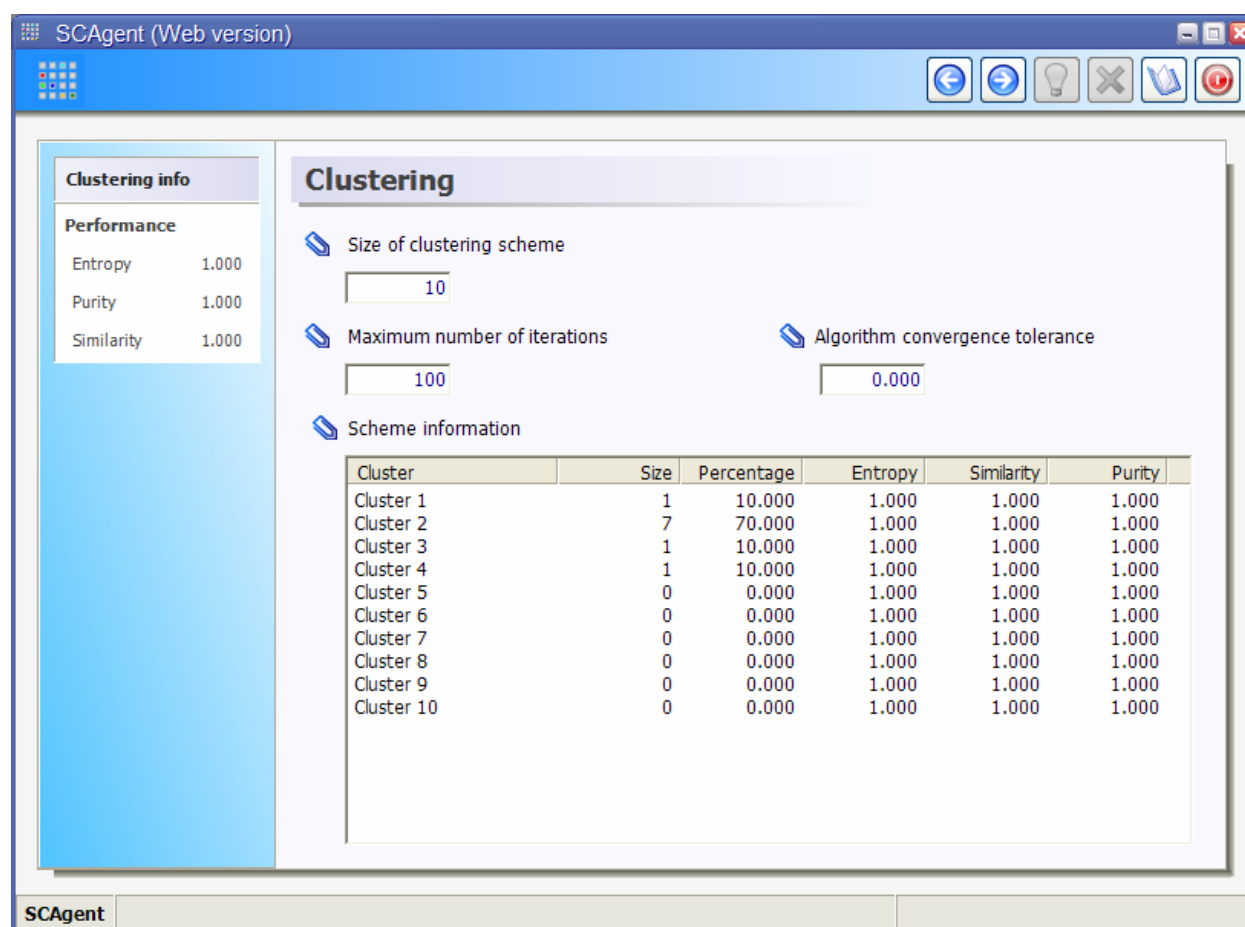 SCAgent (Web version)
Clustering info
Performance
Entropy 1.000
Purity 1.000
Similarity 1.000
Clustering
Size of clustering scheme
10
Maximum number of iterations Algorithm convergence tolerance
100 0.000
Scheme information
Cluster Size Percentage Entropy Similarity Purity
Cluster 1 1 10.000 1.000 1.000 1.000
Cluster 2 7 70.000 1.000 1.000 1.000
Cluster 3 1 10.000 1.000 1.000 1.000
Cluster 4 1 10.000 1.000 1.000 1.000
Cluster 5 0 0.000 1.000 1.000 1.000
Cluster 6 0 0.000 1.000 1.000 1.000
Cluster 7 0 0.000 1.000 1.000 1.000
Cluster 8 0 0.000 1.000 1.000 1.000
Cluster 9 0 0.000 1.000 1.000 1.000
Cluster 10 0 0.000 1.000 1.000 1.000
SCAgent